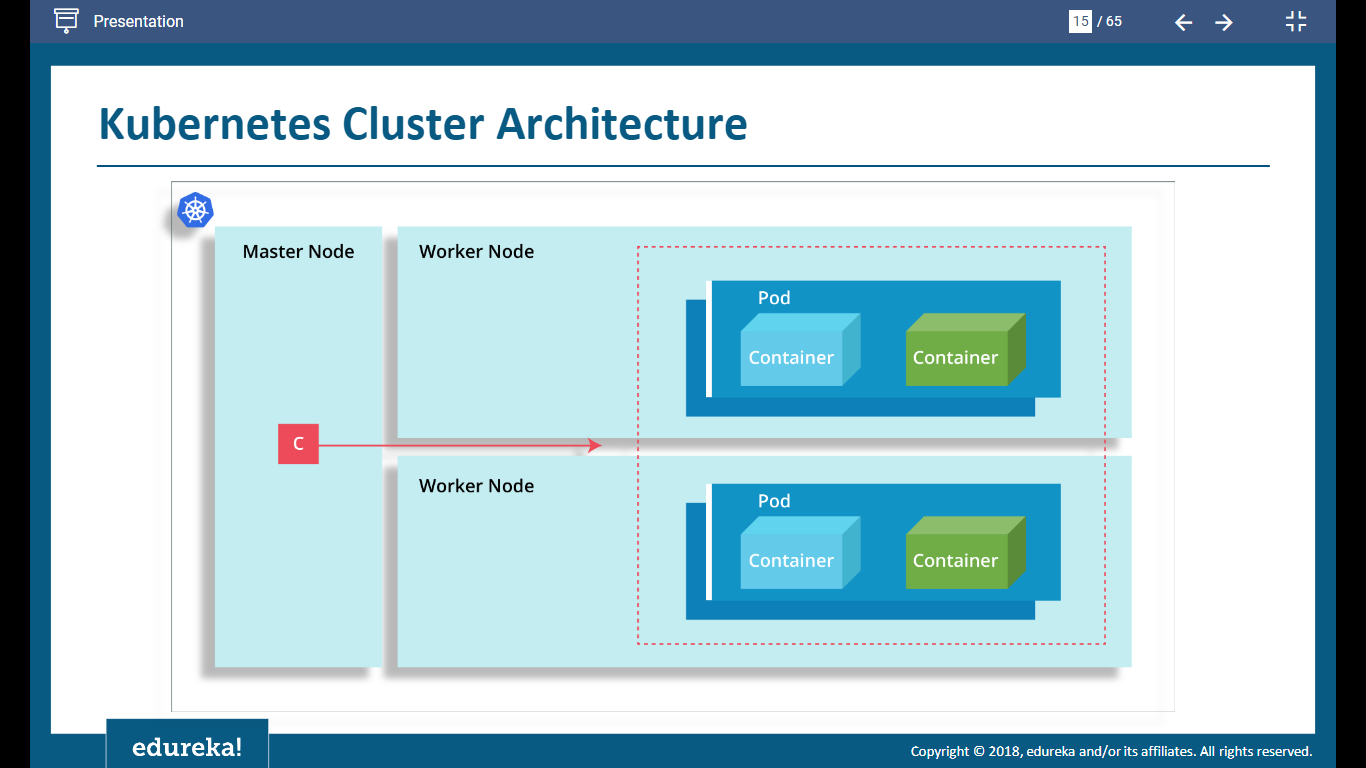 Presentation
15 / 65
Kubernetes Cluster Architecture
Master Node
Worker Node
Pod
Container
Container
C
Worker Node
Pod
Container
Container
edureka!
Copyright © 2018, edureka and/or its affiliates. All rights reserved.